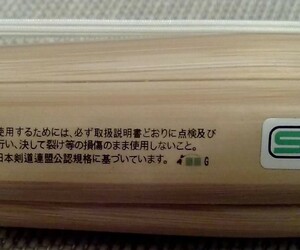 使用するためには、必ず取扱説明書どおりに点検及び
行い、決して裂け等の損傷のまま使用しないこと。
日本剣道連盟公認規格に基づいています。 G
S